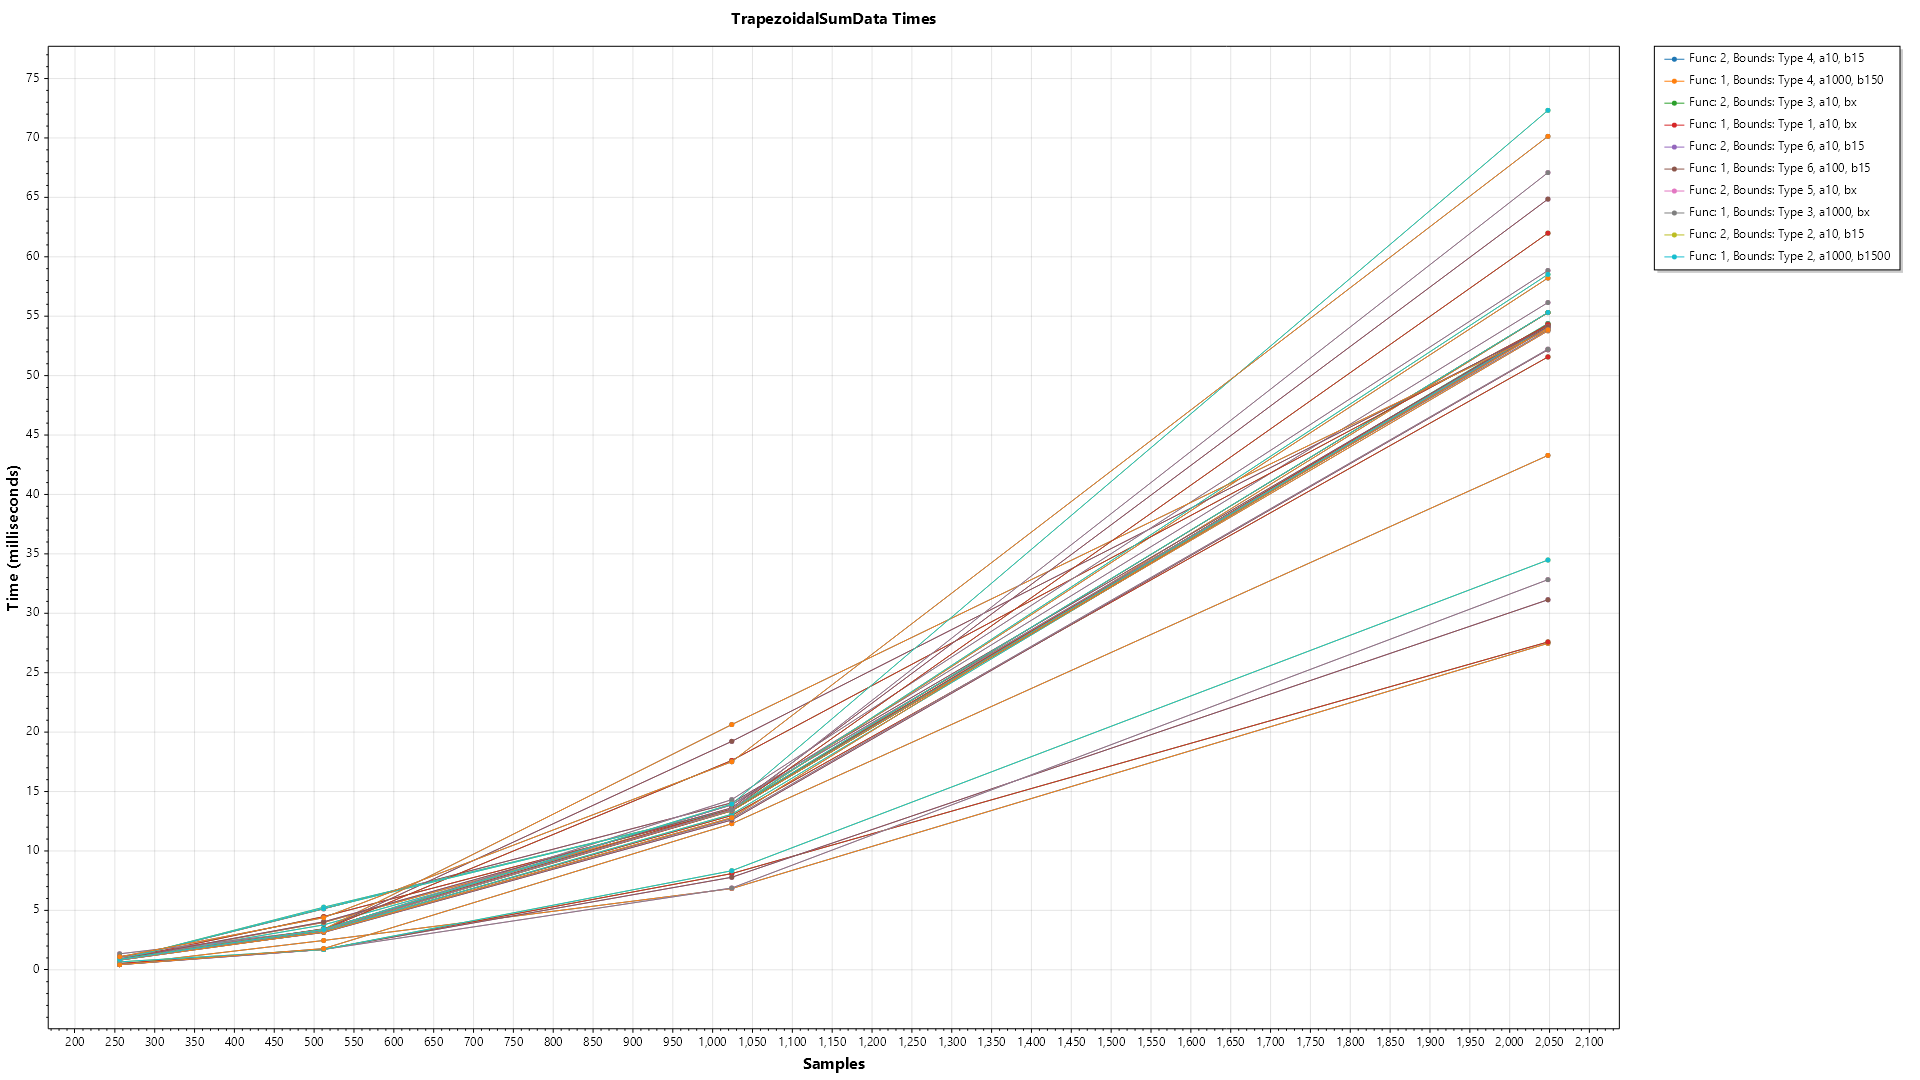 TrapezoidalSumData Times
75
70
65
60
55
50
45
40
35
30
25
20
15
10
5
0
Time (milliseconds)
200 250 300 350 400 450 500 550 600 650 700 750 800 850 900 950 1,000 1,050 1,100 1,150 1,200 1,250 1,300 1,350 1,400 1,450 1,500 1,550 1,600 1,650 1,700 1,750 1,800 1,850 1,900 1,950 2,000 2,050 2,100
Samples
Func: 2, Bounds: Type 4, a10, b15
Func: 1, Bounds: Type 4, a1000, b150
Func: 2, Bounds: Type 3, a10, bx
Func: 1, Bounds: Type 1, a10, bx
Func: 2, Bounds: Type 6, a10, b15
Func: 1, Bounds: Type 6, a100, b15
Func: 2, Bounds: Type 5, a10, bx
Func: 1, Bounds: Type 3, a1000, bx
Func: 2, Bounds: Type 2, a10, b15
Func: 1, Bounds: Type 2, a1000, b1500